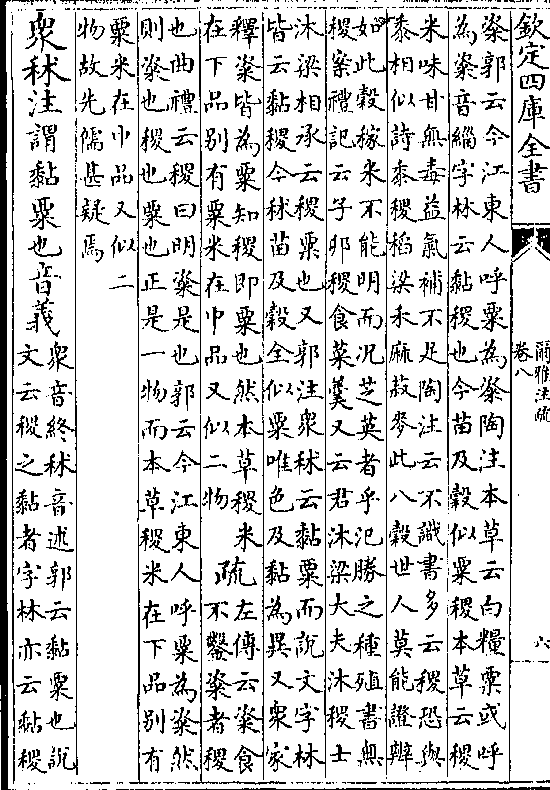 欽定四庫全書
爾雅注疏
卷八
六
粢郭云今江東人呼粟為粢陶注本草云白糧粟或呼
為粢音緇字林云黏稷也今苗及穀似粟稷本草云稷
米味甘無毒益氣補不足陶注云不識書多云稷恐與
黍相似詩黍稷稻粱禾麻菽麥此八穀世人莫能證辨
如此穀稼米不能明而况芝英者乎氾勝之種殖書無
稷案禮記云子卯稷食菜羹又云君沐梁大夫沐稷士
沐梁相承云稷粟也又郭注衆秫云黏粟而說文字林
皆云黏稷今秫苗及穀全似粟唯色及黏為異又衆家
釋粢皆為粟知稷即粟也然本草稷米
在下品别有粟米在中品又似二物
疏
左傳云粢食
不鑿粢者稷
也曲禮云稷曰明粢是也郭云今江東人呼粟為粢然
則粢也稷也粟也正是一物而本草稷米在下品别有
粟米在中品又似二
物故先儒甚疑焉
衆秫注謂黏粟也音義
衆音終秫音述郭云黏粟也說
文云稷之黏者字林亦云黏稷